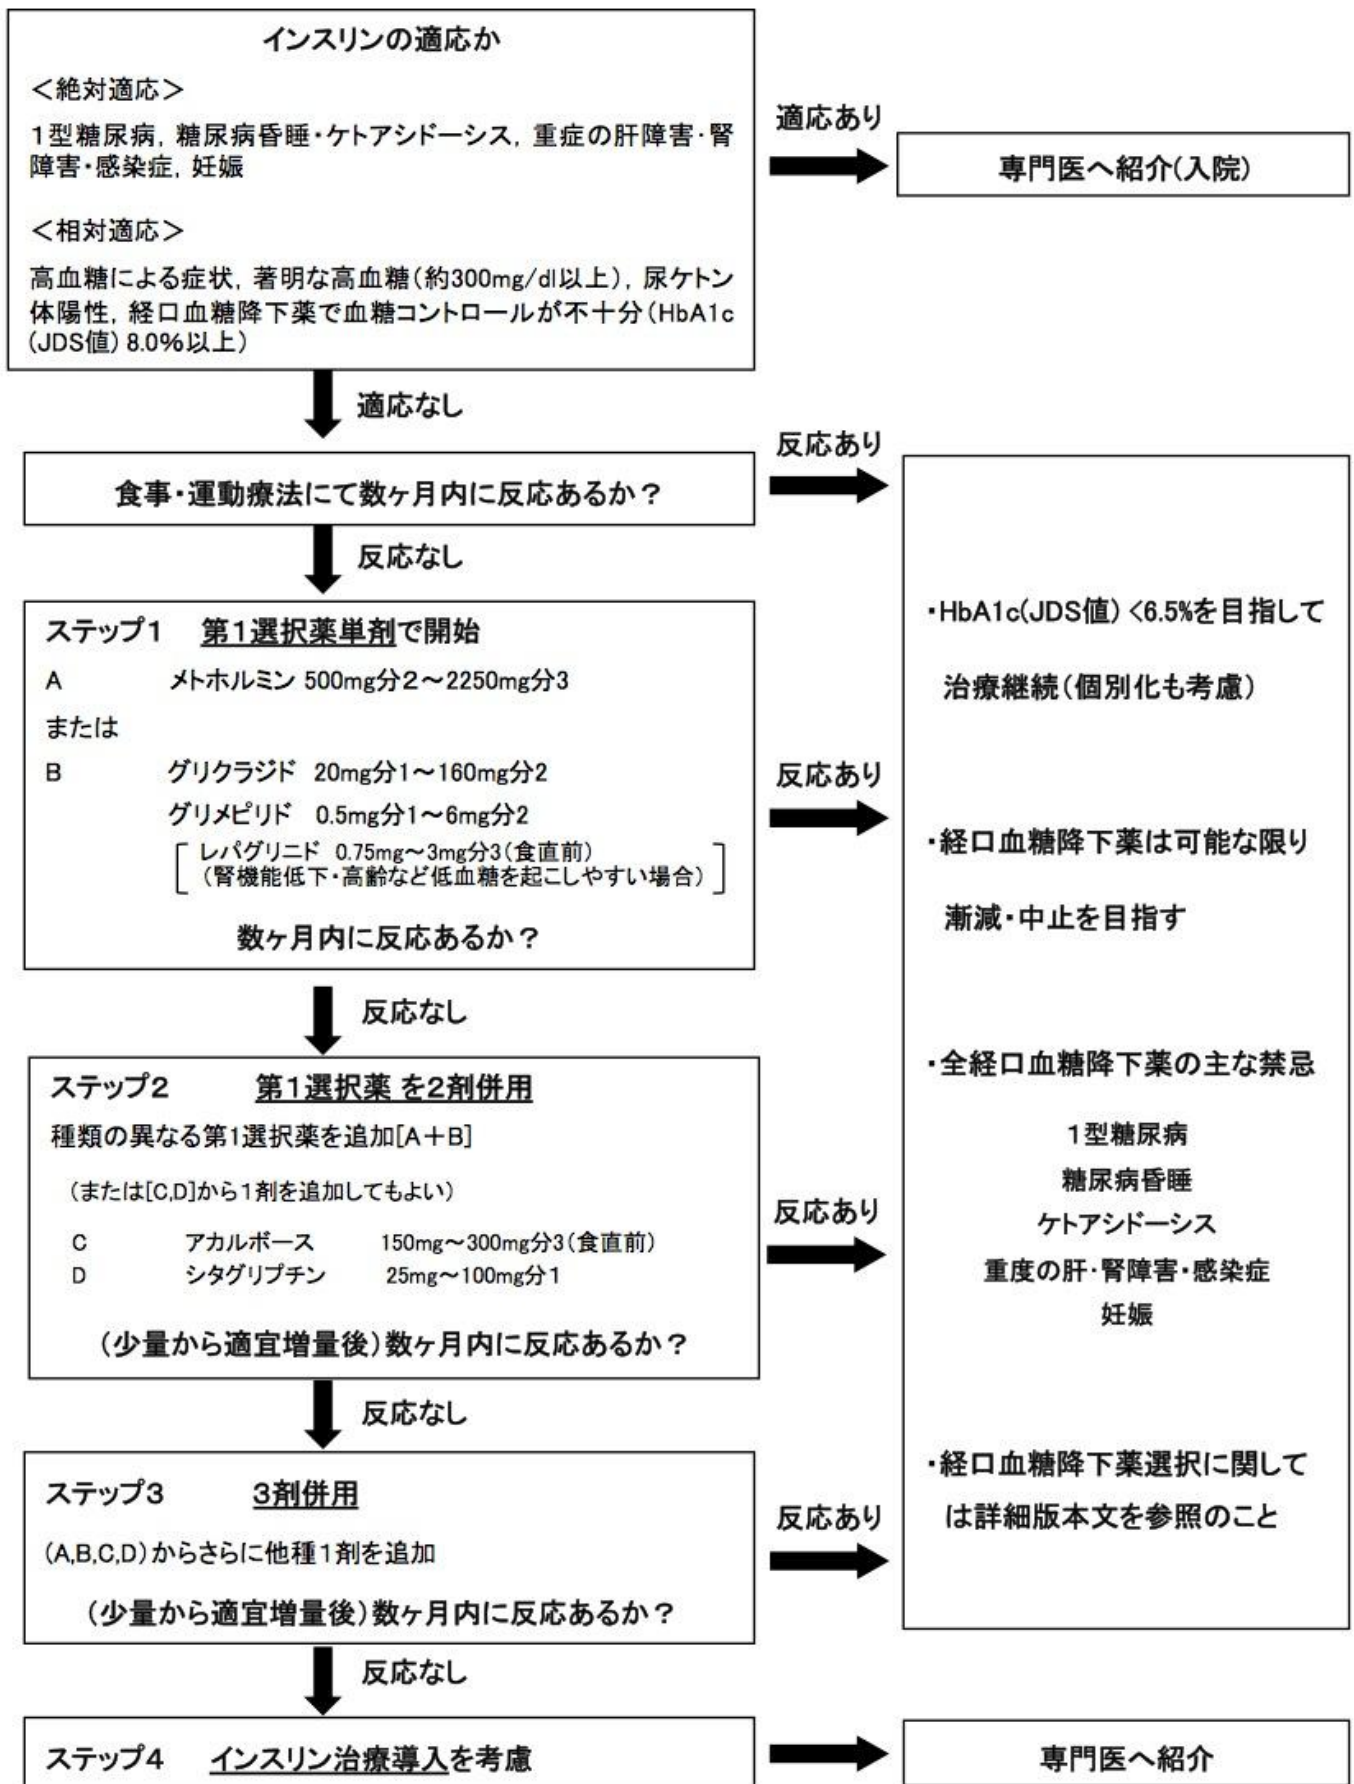 インスリンの適応か
＜絶対適応＞
１型糖尿病, 糖尿病昏睡・ケトアシドーシス, 重症の肝障害・腎
障害・感染症, 妊娠
＜相対適応＞
高血糖による症状, 著明な高血糖(約300mg/dl以上), 尿ケトン
体陽性, 経口血糖降下薬で血糖コントロールが不十分(HbA1c
(JDS値) 8.0%以上)
適応あり
専門医へ紹介(入院)
適応なし
食事・運動療法にて数ヶ月内に反応あるか？
反応あり
反応なし
ステップ１ 第１選択薬単剤で開始
A メトホルミン 500mg分２～2250mg分3
または
B グリクラジド 20mg分1～160mg分2
グリメピリド 0.5mg分1～6mg分2
レパグリニド 0.75mg～3mg分3(食直前)
(腎機能低下・高齢など低血糖を起こしやすい場合)
数ヶ月内に反応あるか？
反応あり
反応なし
ステップ２ 第１選択薬 を２剤併用
種類の異なる第1選択薬を追加[A＋B]
(または[C,D]から１剤を追加してもよい)
C アカルボース 150mg～300mg分3(食直前)
D シタグリプチン 25mg～100mg分1
(少量から適宜増量後)数ヶ月内に反応あるか？
反応あり
反応なし
ステップ３ ３剤併用
(A,B,C,D)からさらに他種１剤を追加
(少量から適宜増量後)数ヶ月内に反応あるか？
反応あり
反応なし
ステップ４ インスリン治療導入を考慮
専門医へ紹介
・HbA1c(JDS値) <6.5%を目指して
治療継続(個別化も考慮)
・経口血糖降下薬は可能な限り
漸減・中止を目指す
・全経口血糖降下薬の主な禁忌
１型糖尿病
糖尿病昏睡
ケトアシドーシス
重度の肝・腎障害・感染症
妊娠
・経口血糖降下薬選択に関して
は詳細版本文を参照のこと